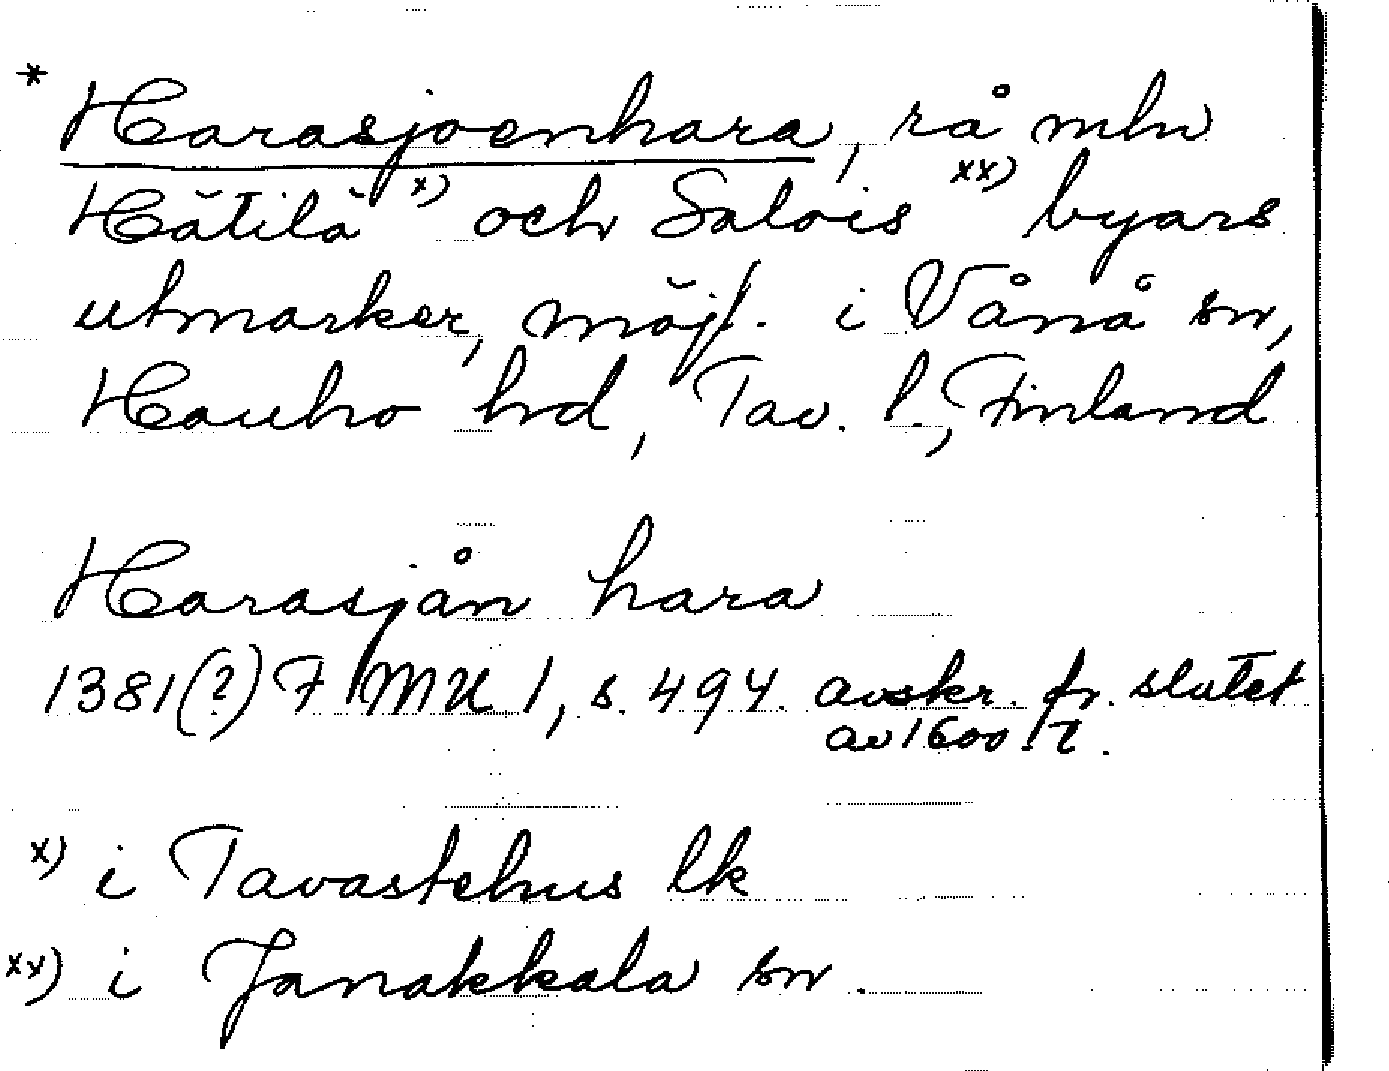 * Harasjoenhara, rå mln
Hätilä x) och Salois xx) byars
utmarker, möjl. i Vånå sn,
Hauho hd, Tav. l., Finland
Harasjån hara
1381(?) FMU 1, s. 494 avskr. fr. slutet
av 1600-t.
x) i Tavastehus lk
xx) i Janakkala sn.